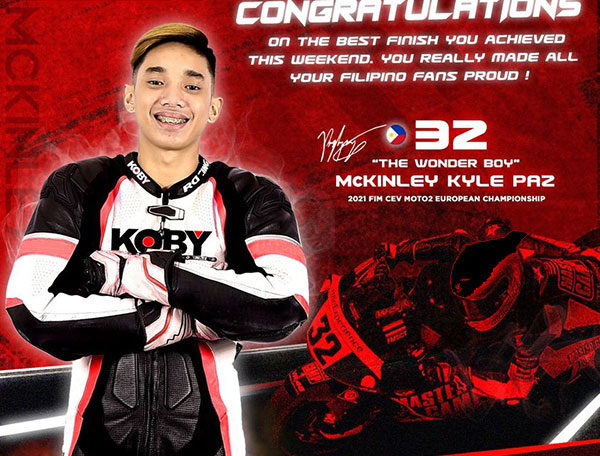 CONGRATULATIONS
ON THE BEST FINISH YOU ACHIEVED
THIS WEEKEND. YOU REALLY MADE ALL
YOUR FILIPINO FANS PROUD !
32
"THE WONDER BOY"
McKINLEY KYLE PAZ
2021 FIM CEV MOTO2 EUROPEAN CHAMPIONSHIP
MCKINLE
KOBY
KOBY
32